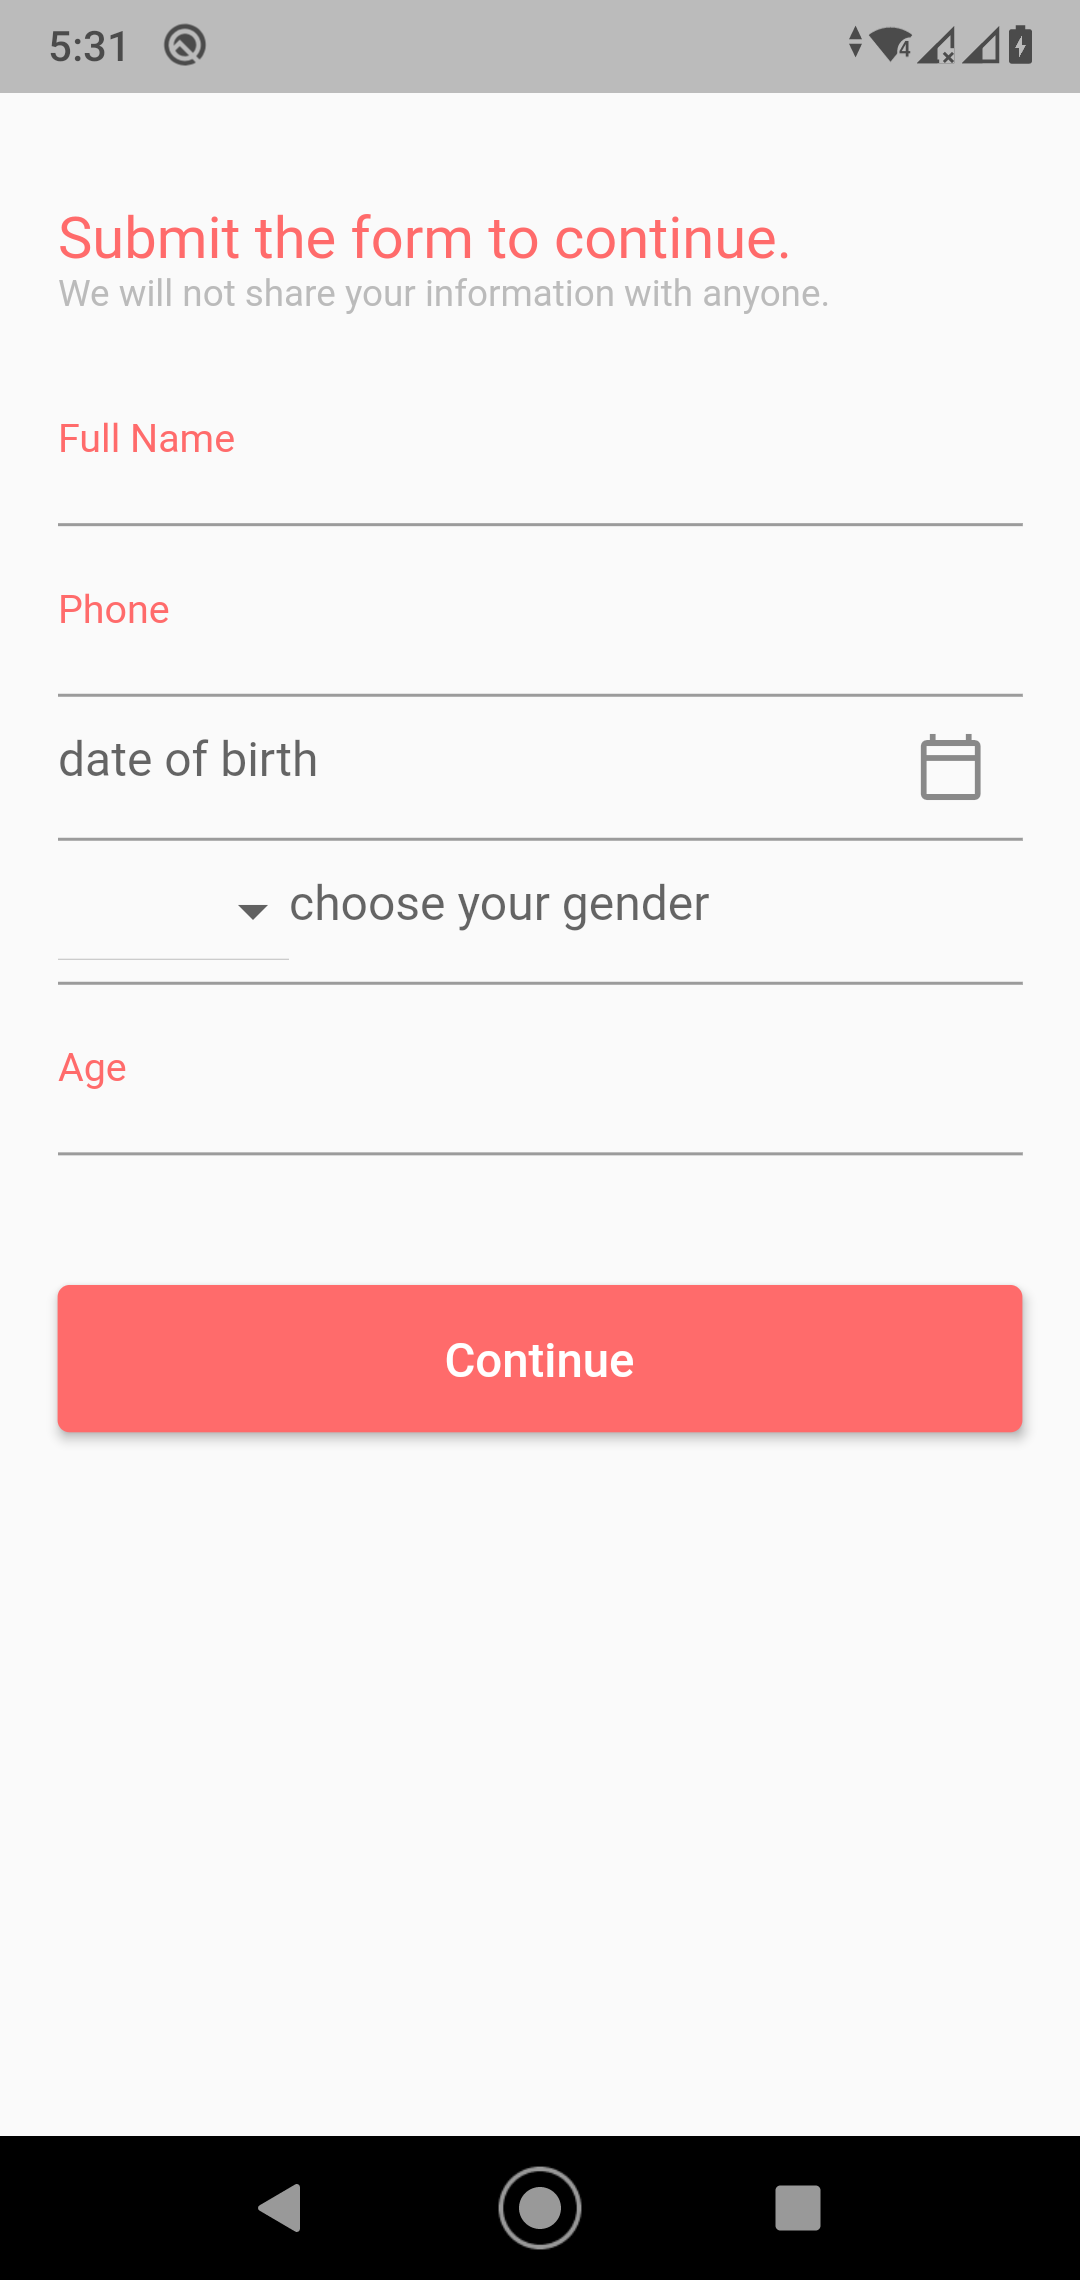 5:31
4
Submit the form to continue.
We will not share your information with anyone.
Full Name
Phone
date of birth
choose your gender
Age
Continue